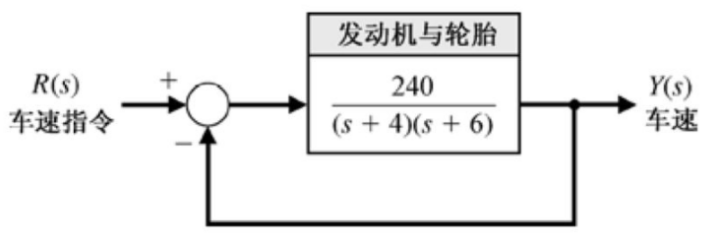 发动机与轮胎
R(s)
车速指令
+
−
240
(s + 4)(s + 6)
Y(s)
车速